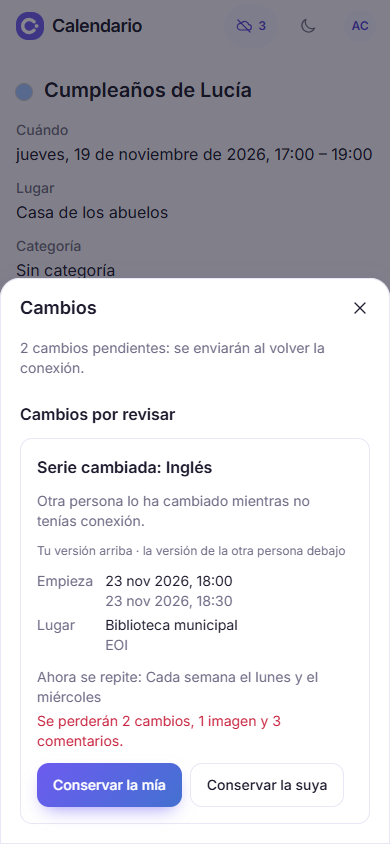 Calendario
3
AC
Cumpleaños de Lucía
Cuándo
jueves, 19 de noviembre de 2026, 17:00 – 19:00
Lugar
Casa de los abuelos
Categoría
Sin categoría
Cambios
2 cambios pendientes: se enviarán al volver la
conexión.
Cambios por revisar
Serie cambiada: Inglés
Otra persona lo ha cambiado mientras no
tenías conexión.
Tu versión arriba · la versión de la otra persona debajo
Empieza 23 nov 2026, 18:00
23 nov 2026, 18:30
Lugar Biblioteca municipal
EOI
Ahora se repite: Cada semana el lunes y el
miércoles
Se perderán 2 cambios, 1 imagen y 3
comentarios.
Conservar la mía
Conservar la suya